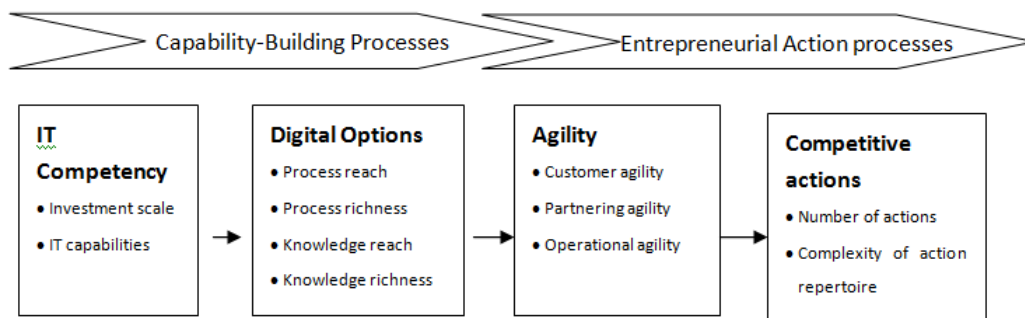 Capability-Building Processes
Entrepreneurial Action processes
IT
Competency
• Investment scale
• IT capabilities
Digital Options
• Process reach
• Process richness
• Knowledge reach
• Knowledge richness
Agility
• Customer agility
• Partnering agility
• Operational agility
Competitive
actions
• Number of actions
• Complexity of action
repertoire